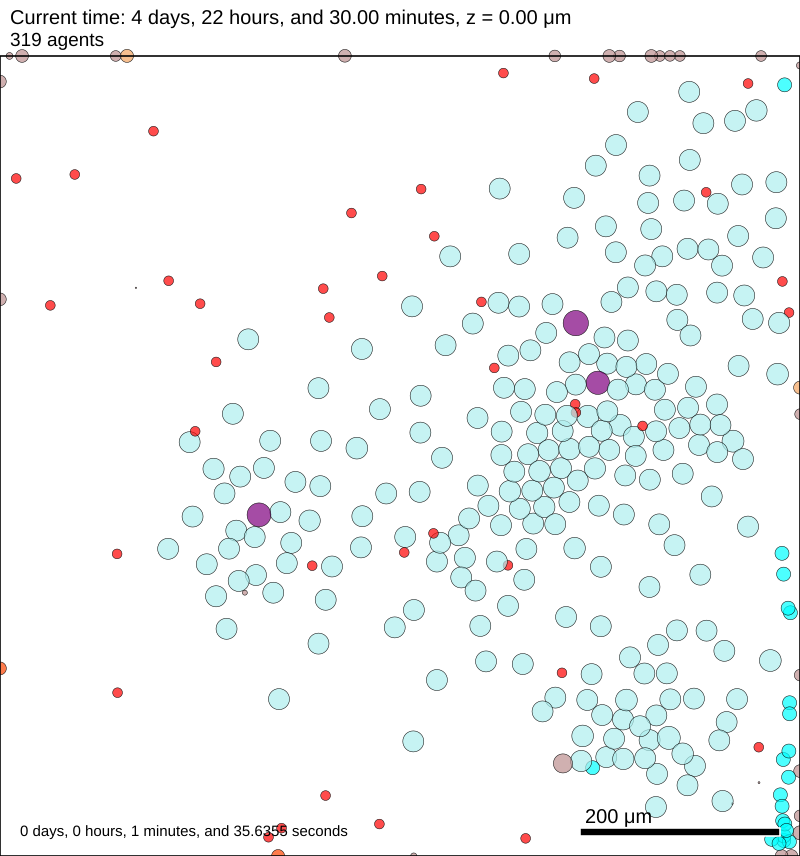 Current time: 4 days, 22 hours, and 30.00 minutes, z = 0.00 μm
319 agents
200 μm
0 days, 0 hours, 1 minutes, and 35.6355 seconds